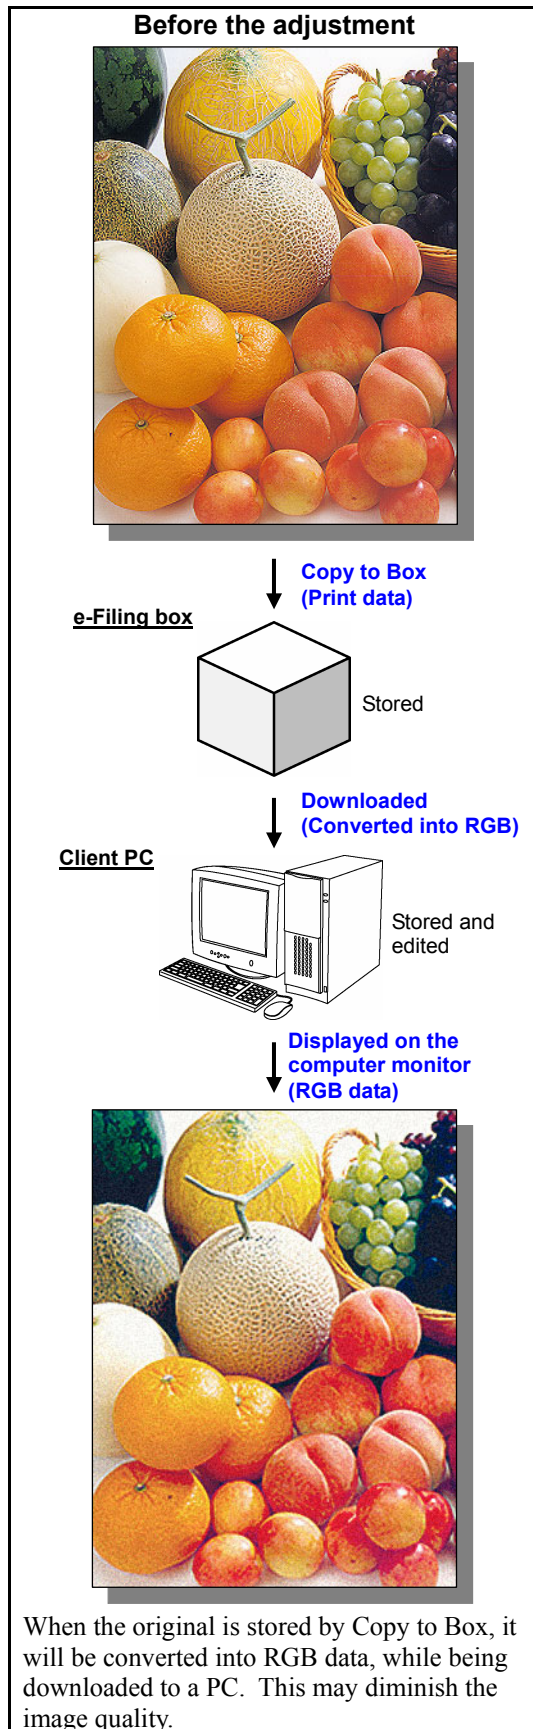 Before the adjustment
Copy to Box
(Print data)
e-Filing box
Stored
Downloaded
(Converted into RGB)
Client PC
Stored and
edited
Displayed on the
computer monitor
(RGB data)
When the original is stored by Copy to Box, it
will be converted into RGB data, while being
downloaded to a PC.  This may diminish the
image quality.